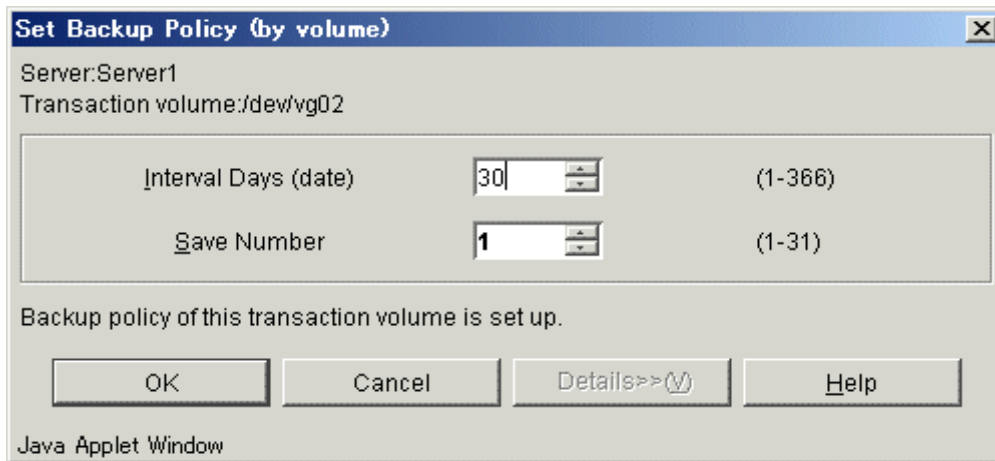 Set Backup Policy (by volume)
Server:Server1
Transaction volume:/dev/vg02
Interval Days (date) 30 (1-366)
Save Number 1 (1-31)
Backup policy of this transaction volume is set up.
OK Cancel Details>>(V) Help
Java Applet Window